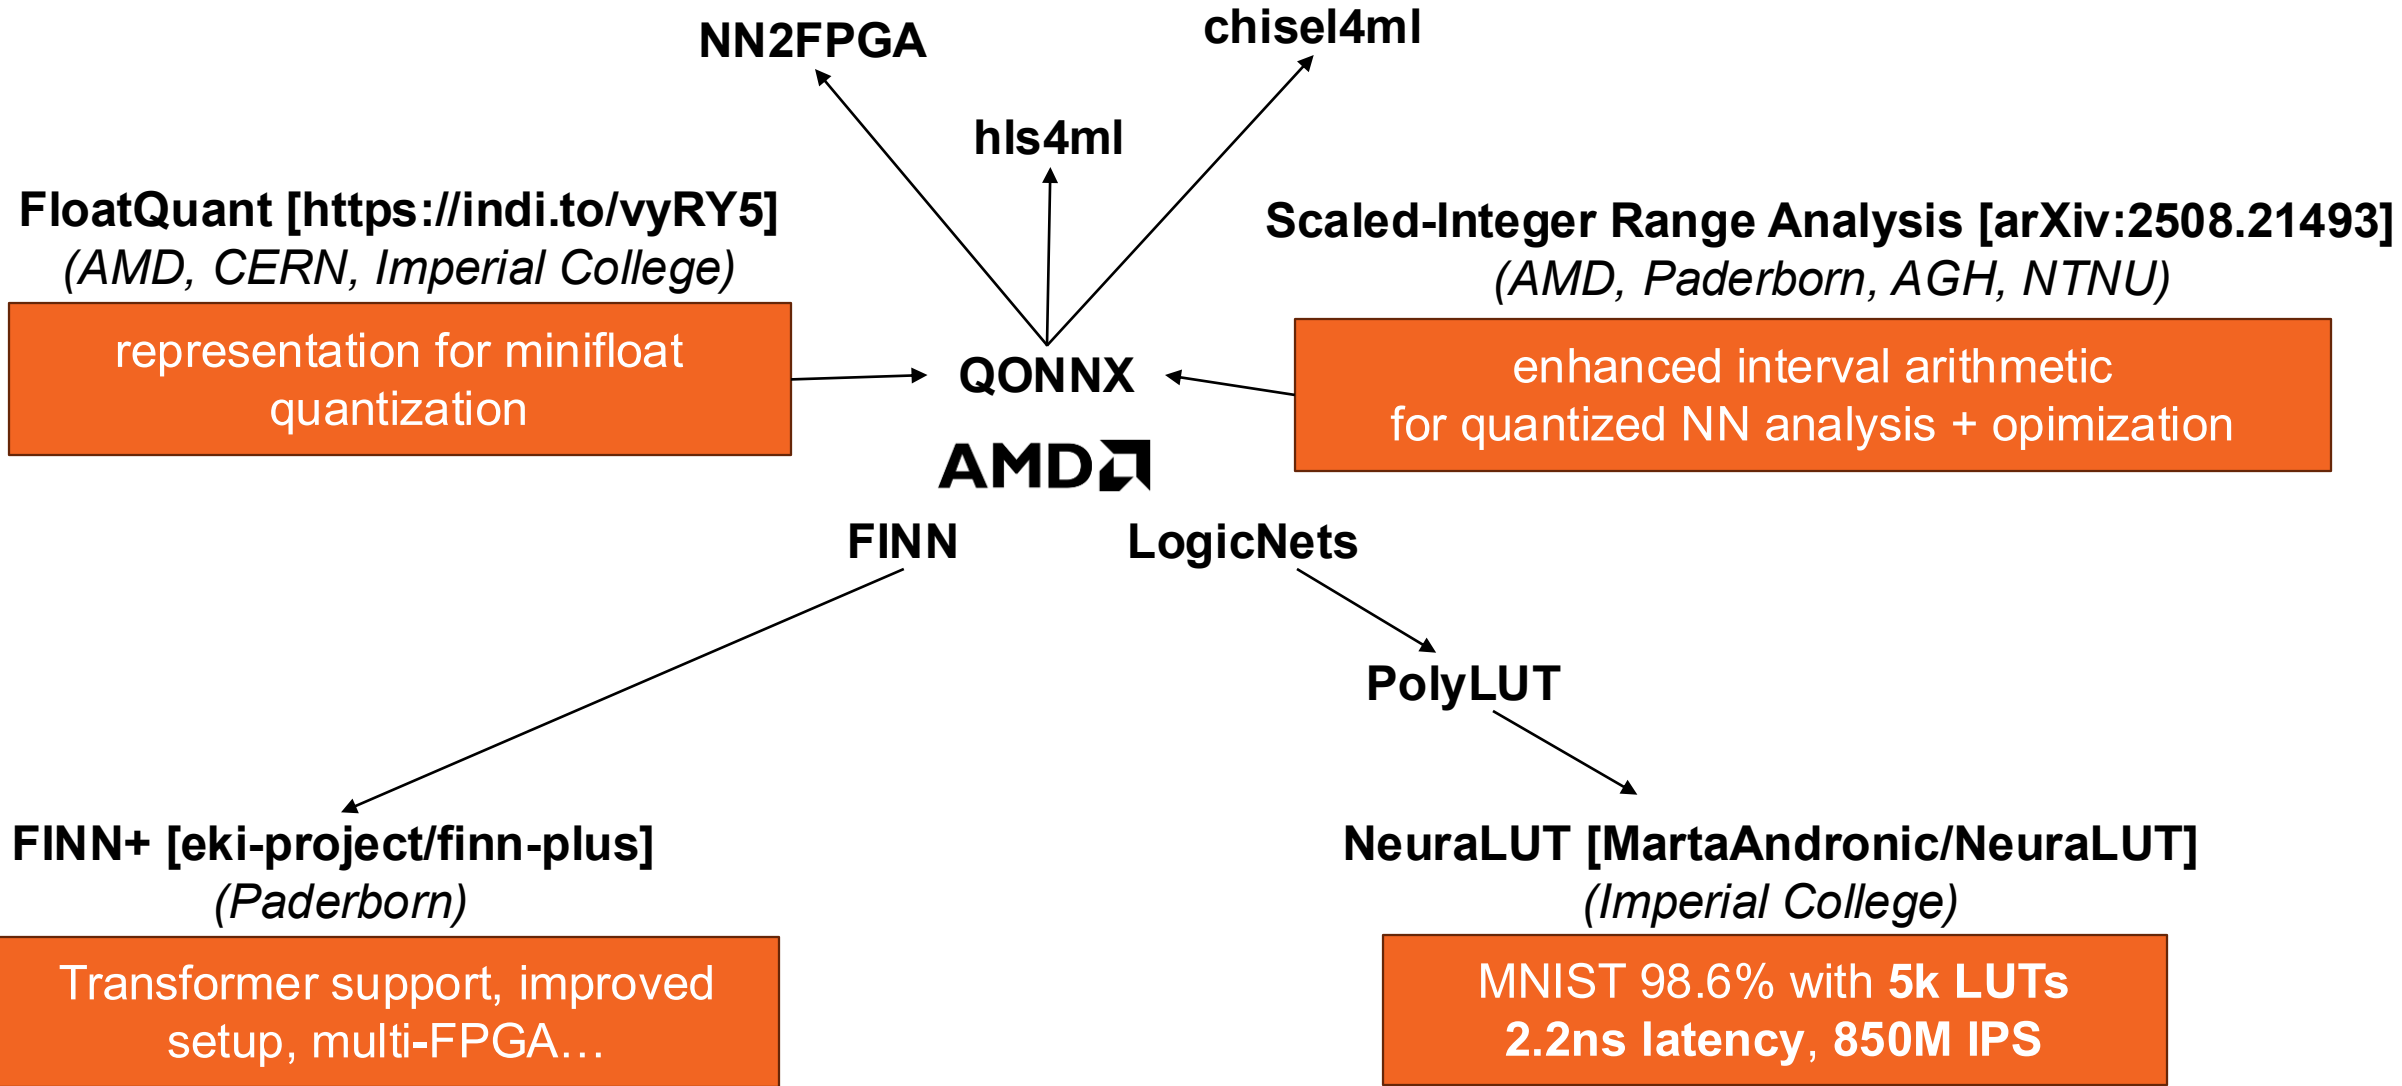 NN2FPGA
chisel4ml
hls4ml
FloatQuant [https://indi.to/vyRY5]
(AMD, CERN, Imperial College)
representation for minifloat
quantization
Scaled-Integer Range Analysis [arXiv:2508.21493]
(AMD, Paderborn, AGH, NTNU)
enhanced interval arithmetic
for quantized NN analysis + opimization
QONNX
AMD
FINN
LogicNets
PolyLUT
FINN+ [eki-project/finn-plus]
(Paderborn)
Transformer support, improved
setup, multi-FPGA…
NeuraLUT [MartaAndronic/NeuraLUT]
(Imperial College)
MNIST 98.6% with 5k LUTs
2.2ns latency, 850M IPS